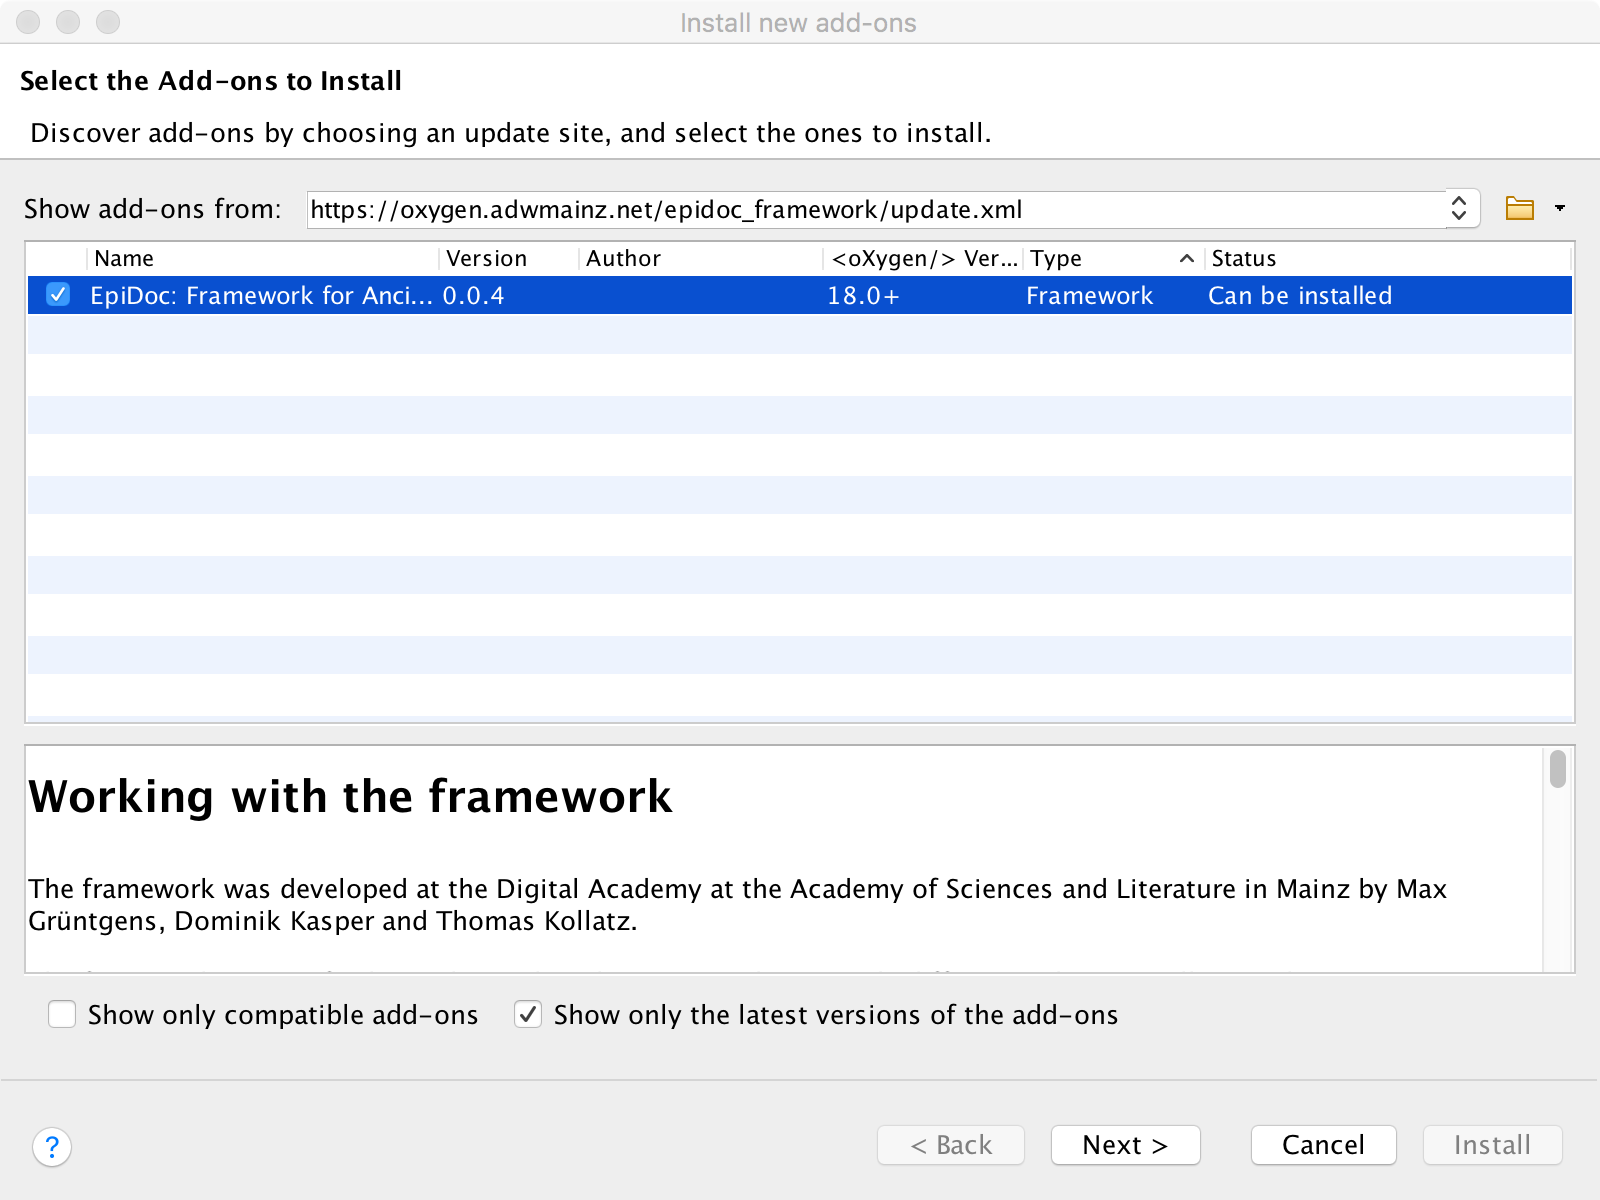 Install new add-ons
Select the Add-ons to Install
Discover add-ons by choosing an update site, and select the ones to install.
Show add-ons from: https://oxygen.adwmainz.net/epidoc_framework/update.xml
Name Version Author <oXygen/> Ver... Type Status
EpiDoc: Framework for Anci... 0.0.4 18.0+ Framework Can be installed
Working with the framework
The framework was developed at the Digital Academy at the Academy of Sciences and Literature in Mainz by Max
Grüntgens, Dominik Kasper and Thomas Kollatz.
Show only compatible add-ons Show only the latest versions of the add-ons
? < Back Next > Cancel Install